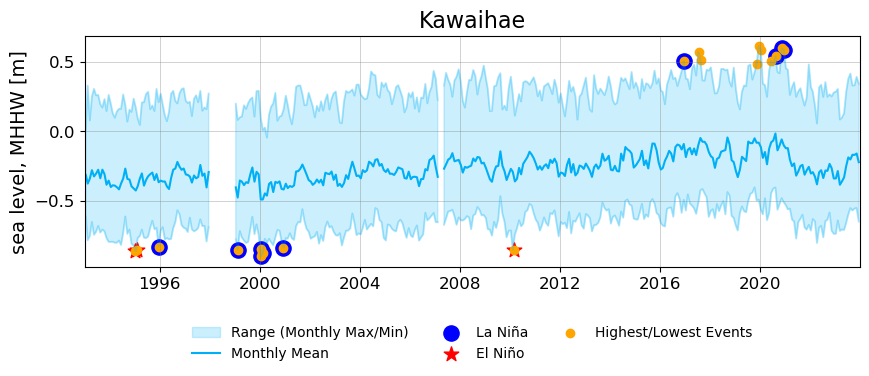 Kawaihae
sea level, MHHW [m]
0.5
0.0
−0.5
1996 2000 2004 2008 2012 2016 2020
Range (Monthly Max/Min) La Niña Highest/Lowest Events
Monthly Mean El Niño